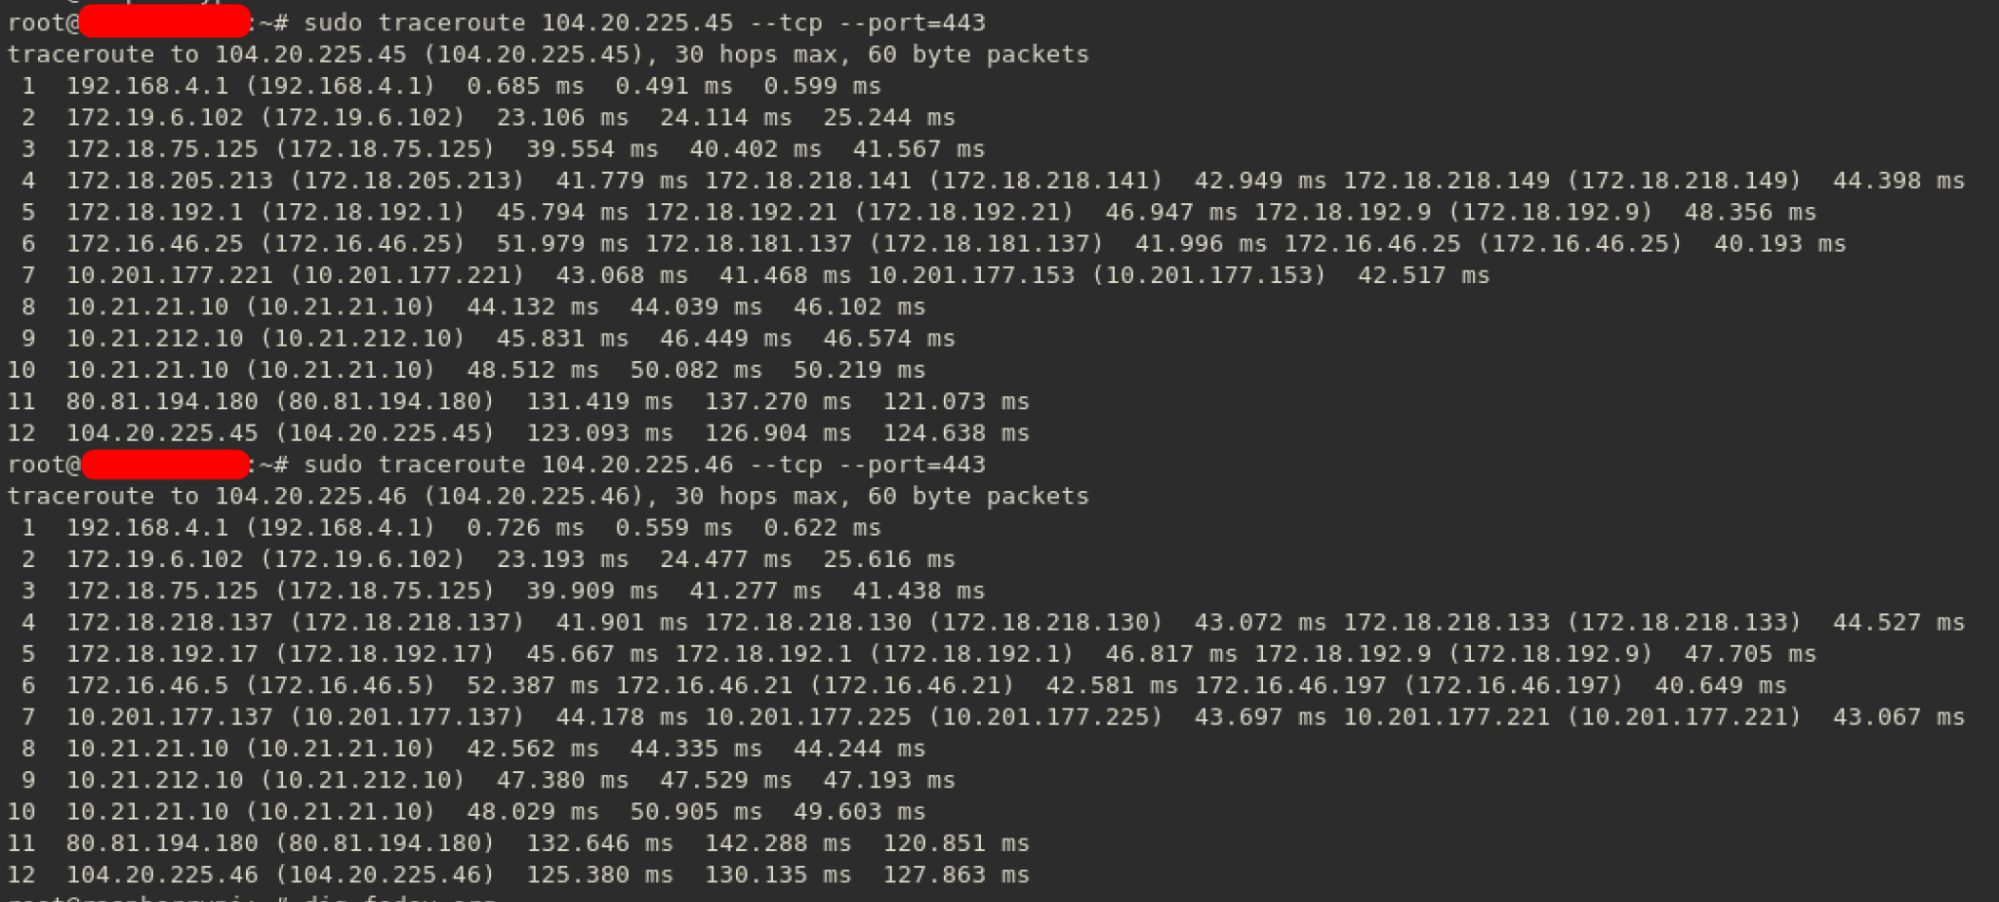 root@ :~# sudo traceroute 104.20.225.45 --tcp --port=443
traceroute to 104.20.225.45 (104.20.225.45), 30 hops max, 60 byte packets
1 192.168.4.1 (192.168.4.1) 0.685 ms 0.491 ms 0.599 ms
2 172.19.6.102 (172.19.6.102) 23.106 ms 24.114 ms 25.244 ms
3 172.18.75.125 (172.18.75.125) 39.554 ms 40.402 ms 41.567 ms
4 172.18.205.213 (172.18.205.213) 41.779 ms 172.18.218.141 (172.18.218.141) 42.949 ms 172.18.218.149 (172.18.218.149) 44.398 ms
5 172.18.192.1 (172.18.192.1) 45.794 ms 172.18.192.21 (172.18.192.21) 46.947 ms 172.18.192.9 (172.18.192.9) 48.356 ms
6 172.16.46.25 (172.16.46.25) 51.979 ms 172.18.181.137 (172.18.181.137) 41.996 ms 172.16.46.25 (172.16.46.25) 40.193 ms
7 10.201.177.221 (10.201.177.221) 43.068 ms 41.468 ms 10.201.177.153 (10.201.177.153) 42.517 ms
8 10.21.21.10 (10.21.21.10) 44.132 ms 44.039 ms 46.102 ms
9 10.21.212.10 (10.21.212.10) 45.831 ms 46.449 ms 46.574 ms
10 10.21.21.10 (10.21.21.10) 48.512 ms 50.082 ms 50.219 ms
11 80.81.194.180 (80.81.194.180) 131.419 ms 137.270 ms 121.073 ms
12 104.20.225.45 (104.20.225.45) 123.093 ms 126.904 ms 124.638 ms
root@ :~# sudo traceroute 104.20.225.46 --tcp --port=443
traceroute to 104.20.225.46 (104.20.225.46), 30 hops max, 60 byte packets
1 192.168.4.1 (192.168.4.1) 0.726 ms 0.559 ms 0.622 ms
2 172.19.6.102 (172.19.6.102) 23.193 ms 24.477 ms 25.616 ms
3 172.18.75.125 (172.18.75.125) 39.909 ms 41.277 ms 41.438 ms
4 172.18.218.137 (172.18.218.137) 41.901 ms 172.18.218.130 (172.18.218.130) 43.072 ms 172.18.218.133 (172.18.218.133) 44.527 ms
5 172.18.192.17 (172.18.192.17) 45.667 ms 172.18.192.1 (172.18.192.1) 46.817 ms 172.18.192.9 (172.18.192.9) 47.705 ms
6 172.16.46.5 (172.16.46.5) 52.387 ms 172.16.46.21 (172.16.46.21) 42.581 ms 172.16.46.197 (172.16.46.197) 40.649 ms
7 10.201.177.137 (10.201.177.137) 44.178 ms 10.201.177.225 (10.201.177.225) 43.697 ms 10.201.177.221 (10.201.177.221) 43.067 ms
8 10.21.21.10 (10.21.21.10) 42.562 ms 44.335 ms 44.244 ms
9 10.21.212.10 (10.21.212.10) 47.380 ms 47.529 ms 47.193 ms
10 10.21.21.10 (10.21.21.10) 48.029 ms 50.905 ms 49.603 ms
11 80.81.194.180 (80.81.194.180) 132.646 ms 142.288 ms 120.851 ms
12 104.20.225.46 (104.20.225.46) 125.380 ms 130.135 ms 127.863 ms